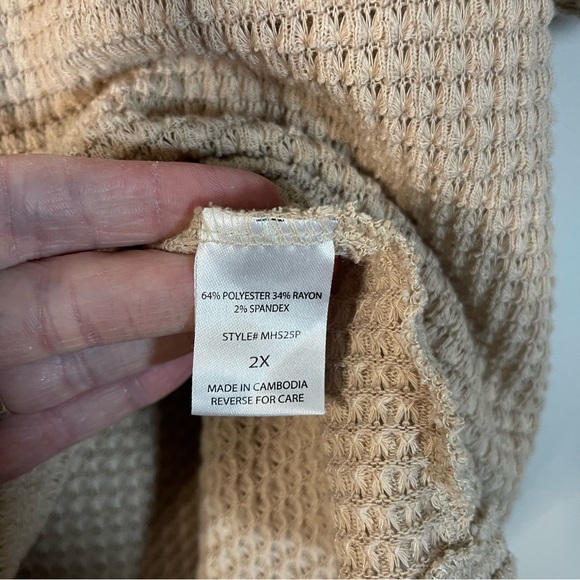 64% POLYESTER 34% RAYON
2% SPANDEX
STYLE# MHS25P
2X
MADE IN CAMBODIA
REVERSE FOR CARE